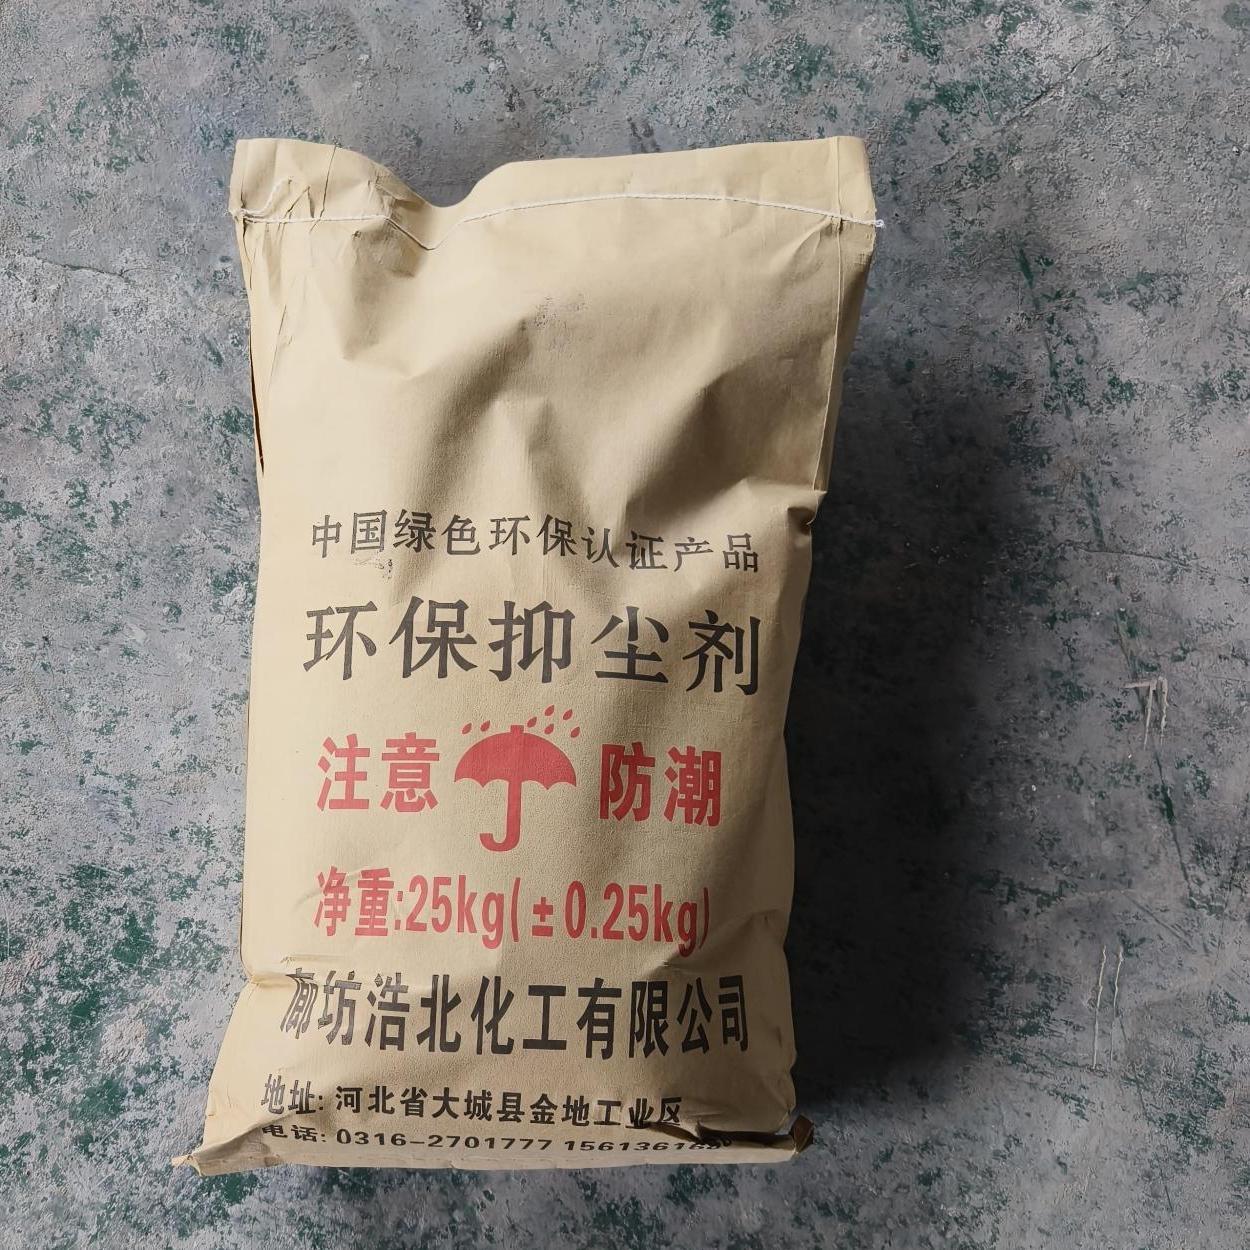 中国绿色环保认证产品
环保抑尘剂
注意 防潮
净重:25kg(±0.25kg)
廊坊浩北化工有限公司
地址: 河北省大城县金地工业区
电话: 0316-2701777